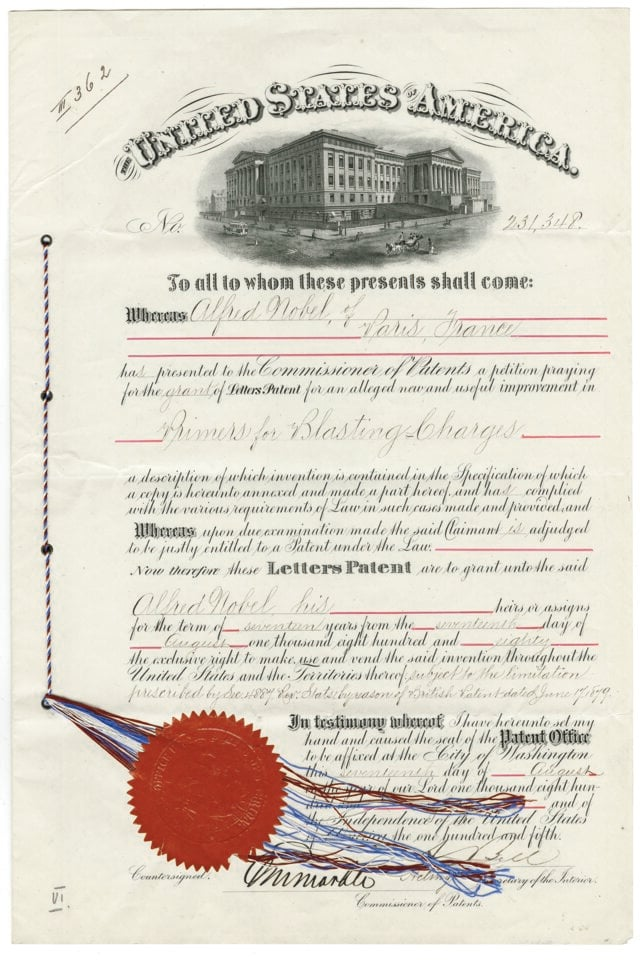 III. 362
THE UNITED STATES OF AMERICA.
No. 231,348.
To all to whom these presents shall come:
Whereas Alfred Nobel, of
Paris, France
has presented to the Commissioner of Patents a petition praying
for the grant of Letters Patent for an alleged new and useful improvement in
Primers for Blasting-Charges
a description of which invention is contained in the Specification of which
a copy is hereunto annexed and made a part hereof, and has complied
with the various requirements of Law in such cases made and provided, and
Whereas upon due examination made the said Claimant is adjudged
to be justly entitled to a Patent under the Law.
Now therefore these Letters Patent are to grant unto the said
Alfred Nobel his heirs or assigns
for the term of seventeen years from the seventeenth day of
August one thousand eight hundred and eighty
the exclusive right to make, use and vend the said invention throughout the
United States and the Territories thereof, subject to the limitation
prescribed by Sec. 4887, Rev. Stats. by reason of British Patent dated June 17, 1879.
In testimony whereof, I have hereunto set my
hand and caused the seal of the Patent Office
to be affixed at the City of Washington
this seventeenth day of August
year of our Lord one thousand eight hun-
and of
the Independence of the United States
the one hundred and fifth.
Bell
Countersigned. Acting Secretary of the Interior.
Commissioner of Patents.
VI